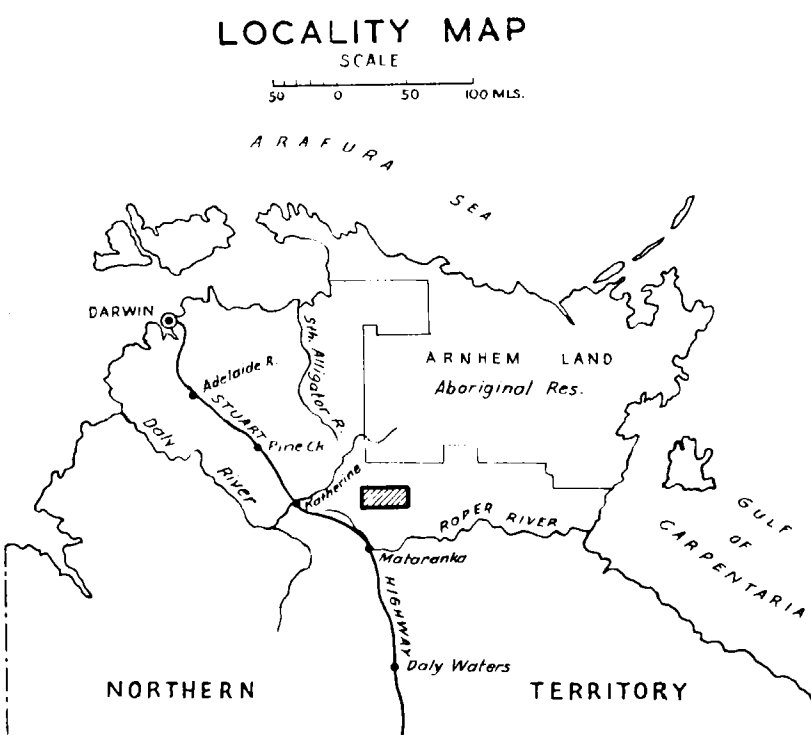 LOCALITY MAP
SCALE
50 0 50 100 MLS.
ARAFURA
SEA
DARWIN
Sth. Alligator R.
ARNHEM LAND
Aboriginal Res.
Adelaide R.
STUART
Pine Ck
Daly
River
Katherine
ROPER RIVER
GULF
OF
CARPENTARIA
Mataranka
HIGHWAY
Daly Waters
NORTHERN TERRITORY